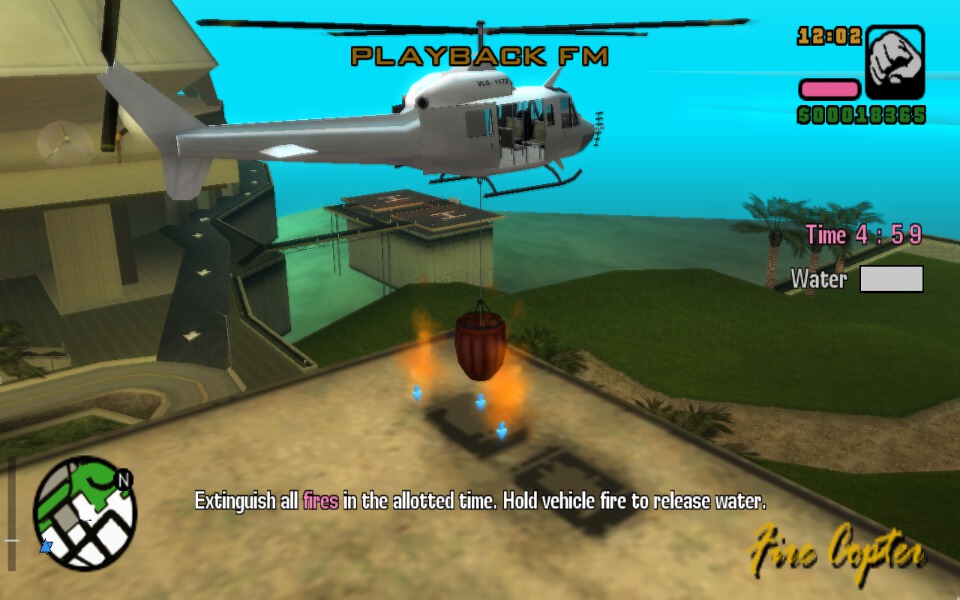 PLAYBACK FM
12:02
$00018365
Time 4:59
Water
H
H
N
Extinguish all fires in the allotted time. Hold vehicle fire to release water.
Fire Copter